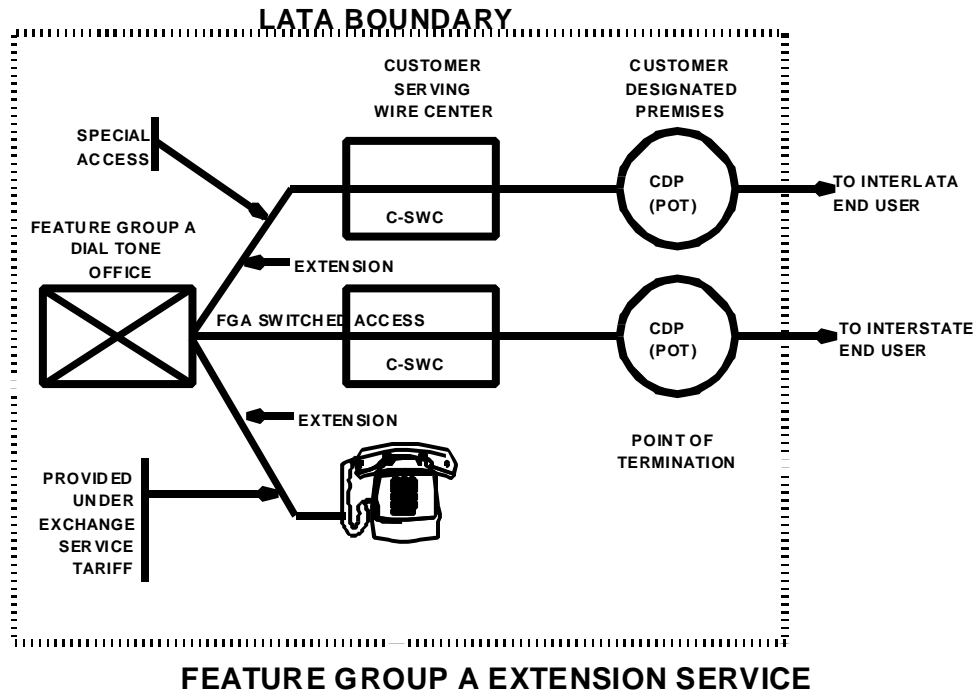 LATA BOUNDARY
CUSTOMER
SERVING
WIRE CENTER
CUSTOMER
DESIGNATED
PREMISES
SPECIAL
ACCESS
CDP
(POT)
TO INTERLATA
END USER
C-SWC
FEATURE GROUP A
DIAL TONE
OFFICE
EXTENSION
FGA SWITCHED ACCESS
CDP
(POT)
TO INTERSTATE
END USER
C-SWC
EXTENSION
POINT OF
TERMINATION
PROVIDED
UNDER
EXCHANGE
SERVICE
TARIFF
FEATURE GROUP A EXTENSION SERVICE